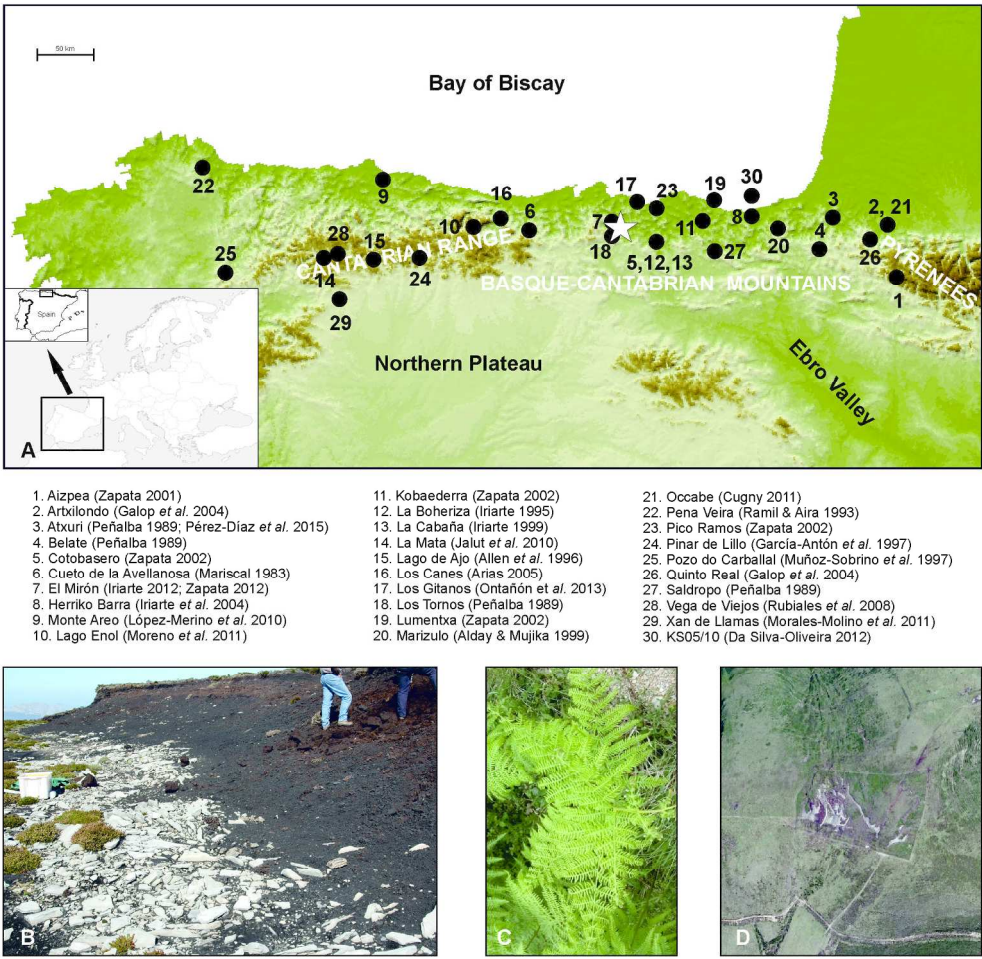 50 km
Bay of Biscay
22
9
16
17
23
19
30
3
2, 21
28
15
10
6
7
11
8
25
18
20
4
26
CANTABRIAN RANGE
14
24
5,12,13
27
PYRENEES
BASQUE-CANTABRIAN MOUNTAINS
1
29
Spain
Northern Plateau
Ebro Valley
A
1. Aizpea (Zapata 2001)
2. Artxilondo (Galop et al. 2004)
3. Atxuri (Peñalba 1989; Pérez-Díaz et al. 2015)
4. Belate (Peñalba 1989)
5. Cotobasero (Zapata 2002)
6. Cueto de la Avellanosa (Mariscal 1983)
7. El Mirón (Iriarte 2012; Zapata 2012)
8. Herriko Barra (Iriarte et al. 2004)
9. Monte Areo (López-Merino et al. 2010)
10. Lago Enol (Moreno et al. 2011)
11. Kobaederra (Zapata 2002)
12. La Boheriza (Iriarte 1995)
13. La Cabaña (Iriarte 1999)
14. La Mata (Jalut et al. 2010)
15. Lago de Ajo (Allen et al. 1996)
16. Los Canes (Arias 2005)
17. Los Gitanos (Ontañón et al. 2013)
18. Los Tornos (Peñalba 1989)
19. Lumentxa (Zapata 2002)
20. Marizulo (Alday & Mujika 1999)
21. Occabe (Cugny 2011)
22. Pena Veira (Ramil & Aira 1993)
23. Pico Ramos (Zapata 2002)
24. Pinar de Lillo (García-Antón et al. 1997)
25. Pozo do Carballal (Muñoz-Sobrino et al. 1997)
26. Quinto Real (Galop et al. 2004)
27. Saldropo (Peñalba 1989)
28. Vega de Viejos (Rubiales et al. 2008)
29. Xan de Llamas (Morales-Molino et al. 2011)
30. KS05/10 (Da Silva-Oliveira 2012)
B
C
D